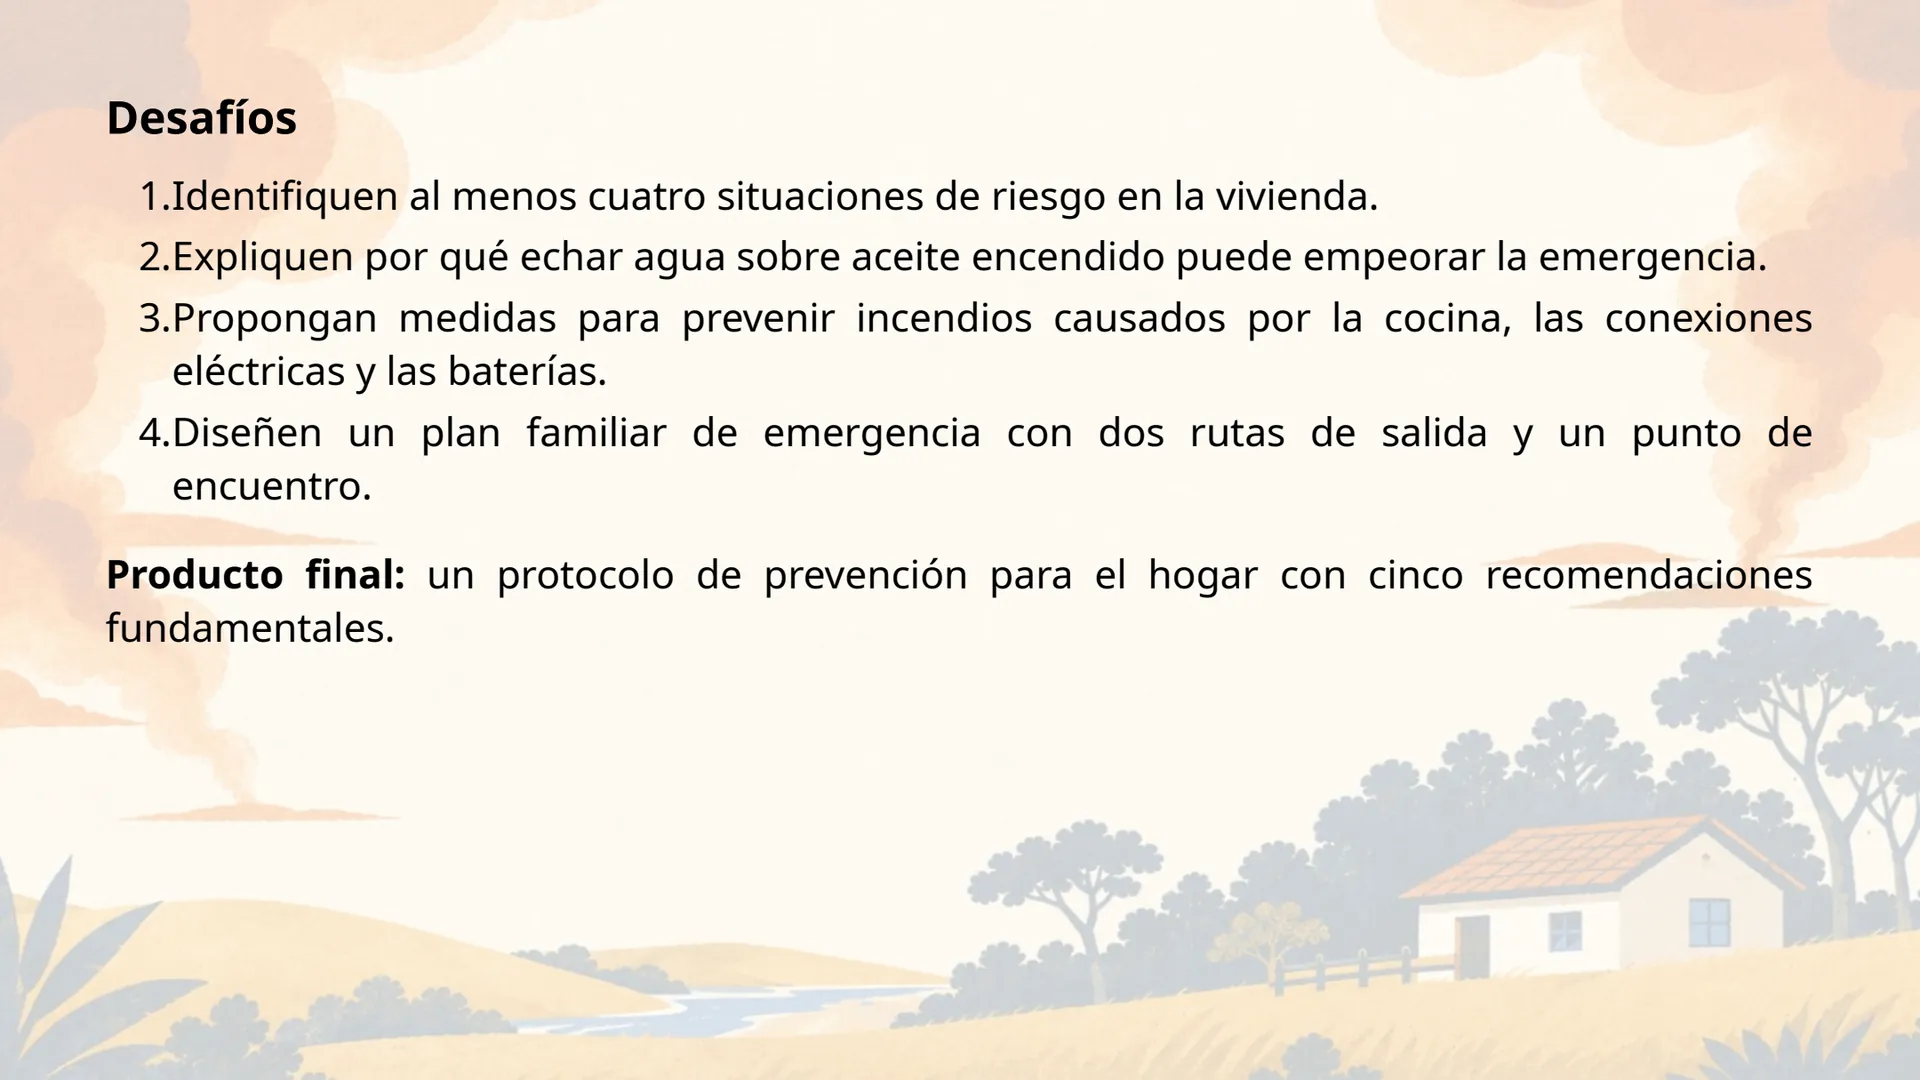 Desafíos
1.Identifiquen al menos cuatro situaciones de riesgo en la vivienda.
2.Expliquen por qué echar agua sobre aceite encendido puede empeorar la emergencia.
3.Propongan medidas para prevenir incendios causados por la cocina, las conexiones
eléctricas y las baterías.
4.Diseñen un plan familiar de emergencia con dos rutas de salida y un punto de
encuentro.
Producto final: un protocolo de prevención para el hogar con cinco recomendaciones
fundamentales.